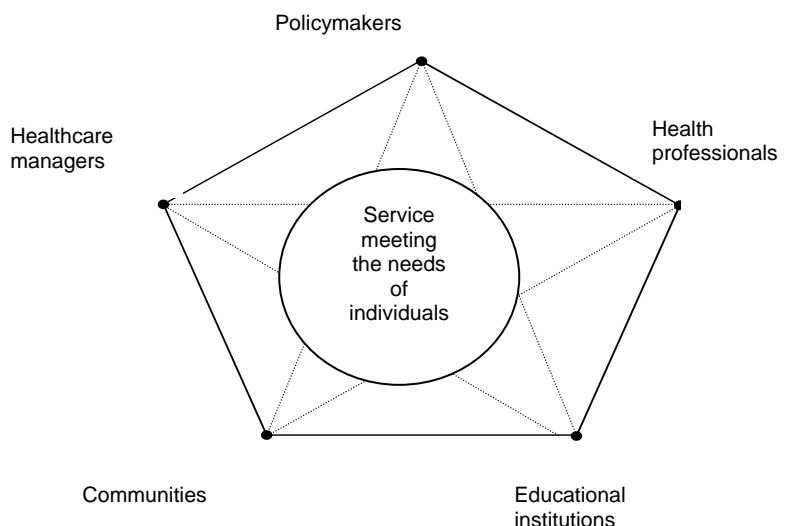 Policymakers
Healthcare
managers
Health
professionals
Service
meeting
the needs
of
individuals
Communities
Educational
institutions